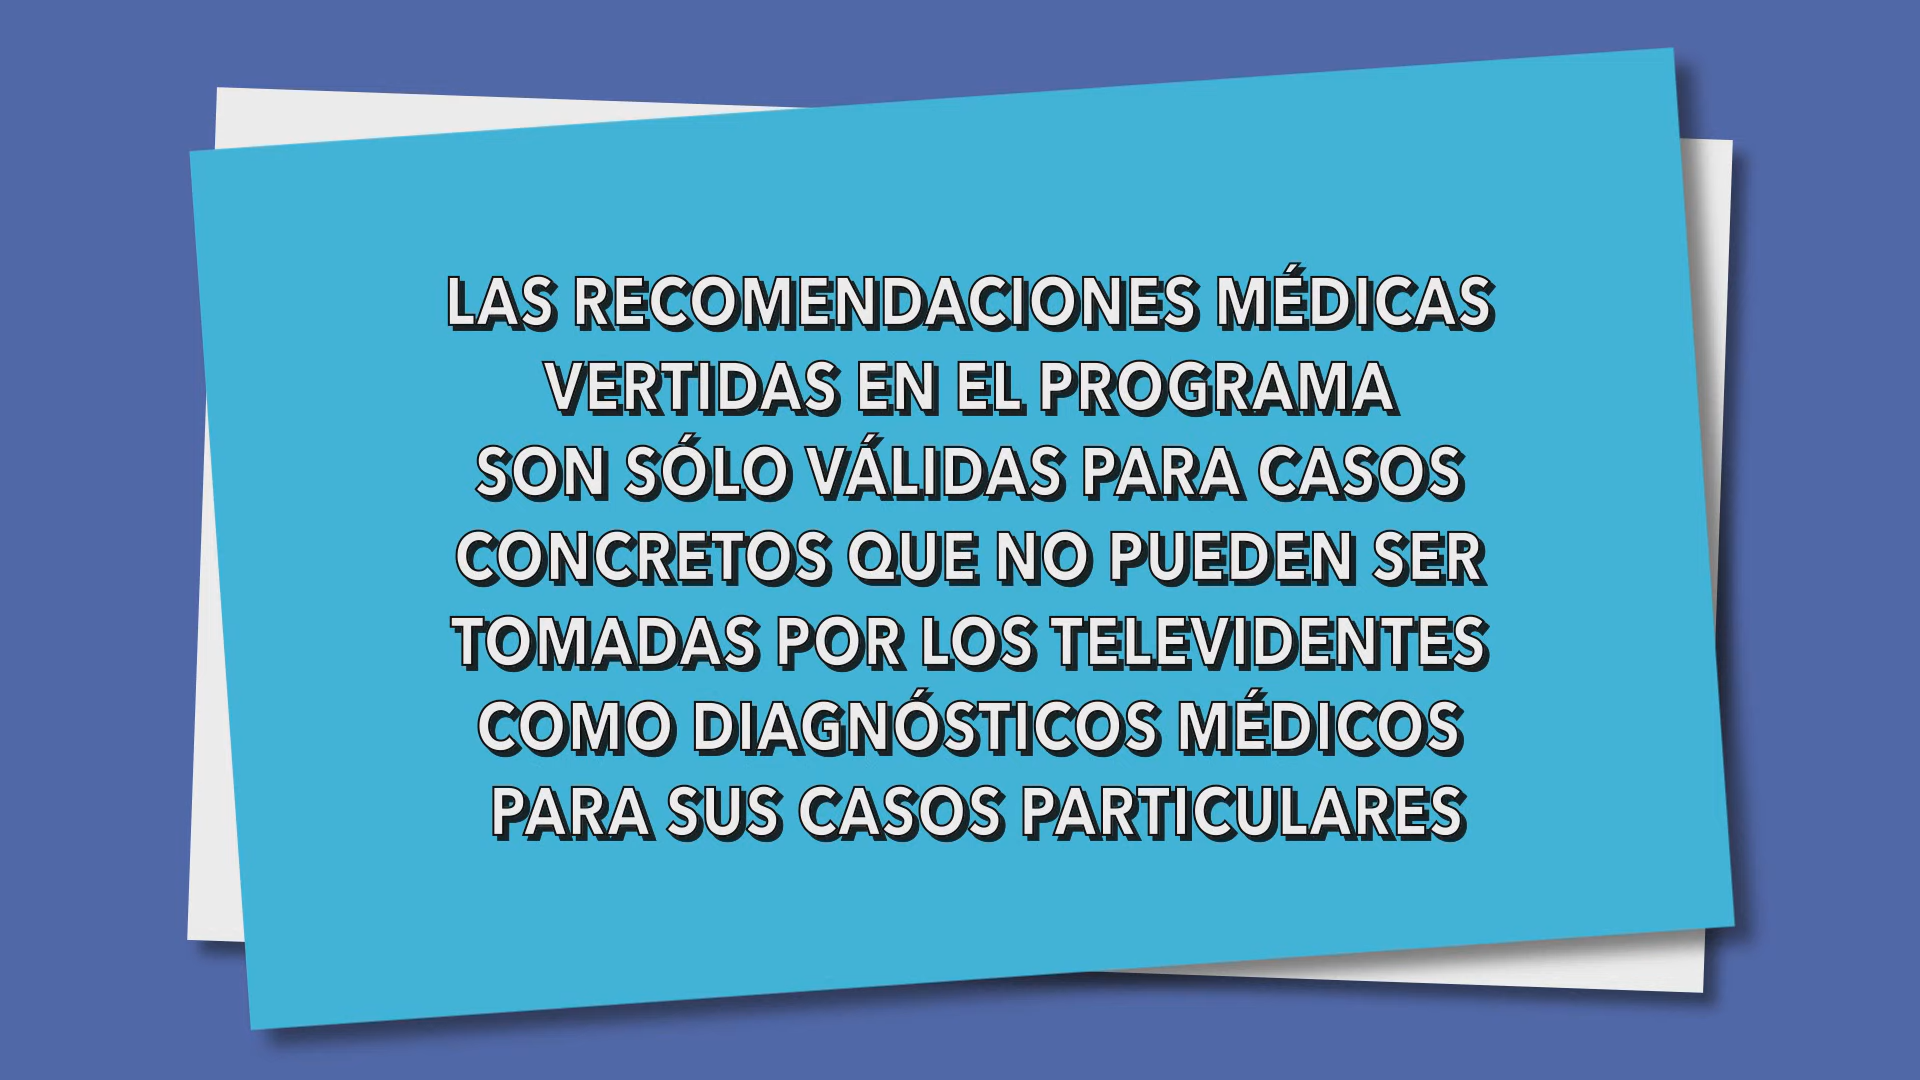 LAS RECOMENDACIONES MÉDICAS
VERTIDAS EN EL PROGRAMA
SON SÓLO VÁLIDAS PARA CASOS
CONCRETOS QUE NO PUEDEN SER
TOMADAS POR LOS TELEVIDENTES
COMO DIAGNÓSTICOS MÉDICOS
PARA SUS CASOS PARTICULARES